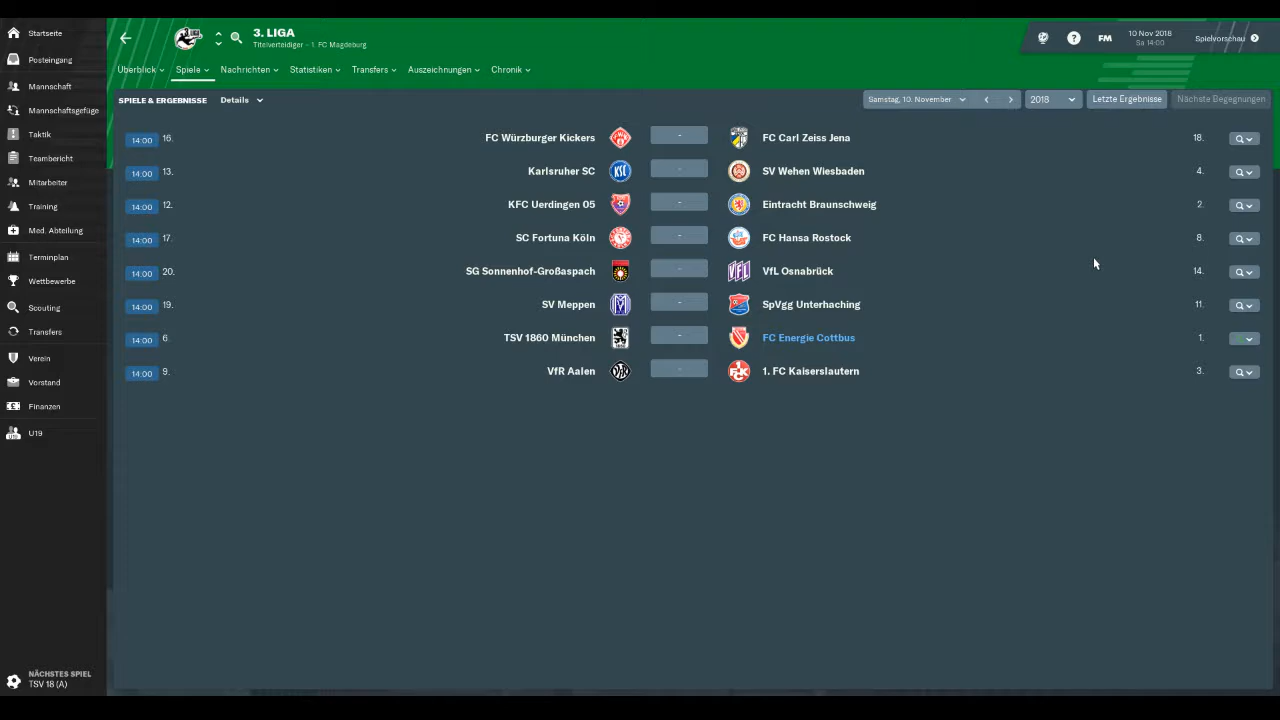 Startseite
Posteingang
Mannschaft
Mannschaftsgefüge
Taktik
Teambericht
Mitarbeiter
Training
Med. Abteilung
Terminplan
Wettbewerbe
Scouting
Transfers
Verein
Vorstand
Finanzen
U19
NÄCHSTES SPIEL
TSV 18 (A)
3. LIGA
Titelverteidiger - 1. FC Magdeburg
? FM 10 Nov 2018 Sa 14:00 Spielvorschau
Überblick Spiele Nachrichten Statistiken Transfers Auszeichnungen Chronik
SPIELE & ERGEBNISSE Details Samstag, 10. November 2018 Letzte Ergebnisse Nächste Begegnungen
14:00 16. FC Würzburger Kickers - FC Carl Zeiss Jena 18.
14:00 13. Karlsruher SC - SV Wehen Wiesbaden 4.
14:00 12. KFC Uerdingen 05 - Eintracht Braunschweig 2.
14:00 17. SC Fortuna Köln - FC Hansa Rostock 8.
14:00 20. SG Sonnenhof-Großaspach - VfL Osnabrück 14.
14:00 19. SV Meppen - SpVgg Unterhaching 11.
14:00 6. TSV 1860 München - FC Energie Cottbus 1.
14:00 9. VfR Aalen - 1. FC Kaiserslautern 3.